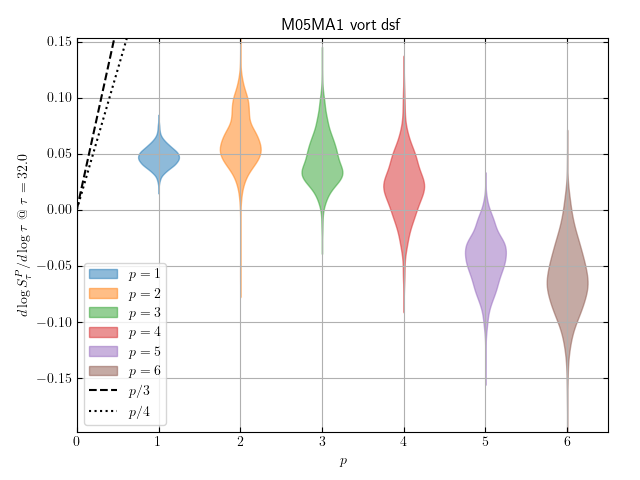 M05MA1 vort dsf
d log S_τ^P / d log τ @ τ = 32.0
0.15
0.10
0.05
0.00
−0.05
−0.10
−0.15
p = 1
p = 2
p = 3
p = 4
p = 5
p = 6
p/3
p/4
0 1 2 3 4 5 6
p